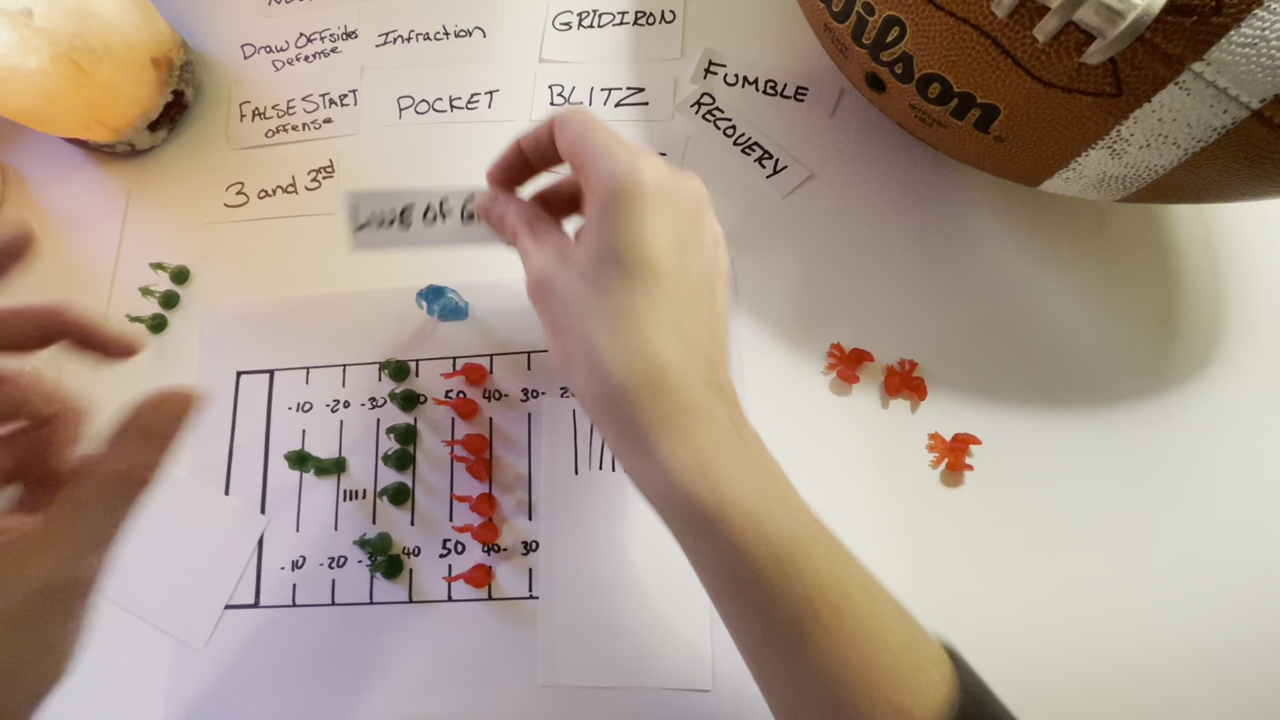 Draw Offsides
Defense
Infraction
GRIDIRON
FALSE START
offense
POCKET
BLITZ
FUMBLE
RECOVERY
Wilson
3 and 3rd
OF
-10 -20 -30 50 40- 30-
-10 -20 40 50 40- 30